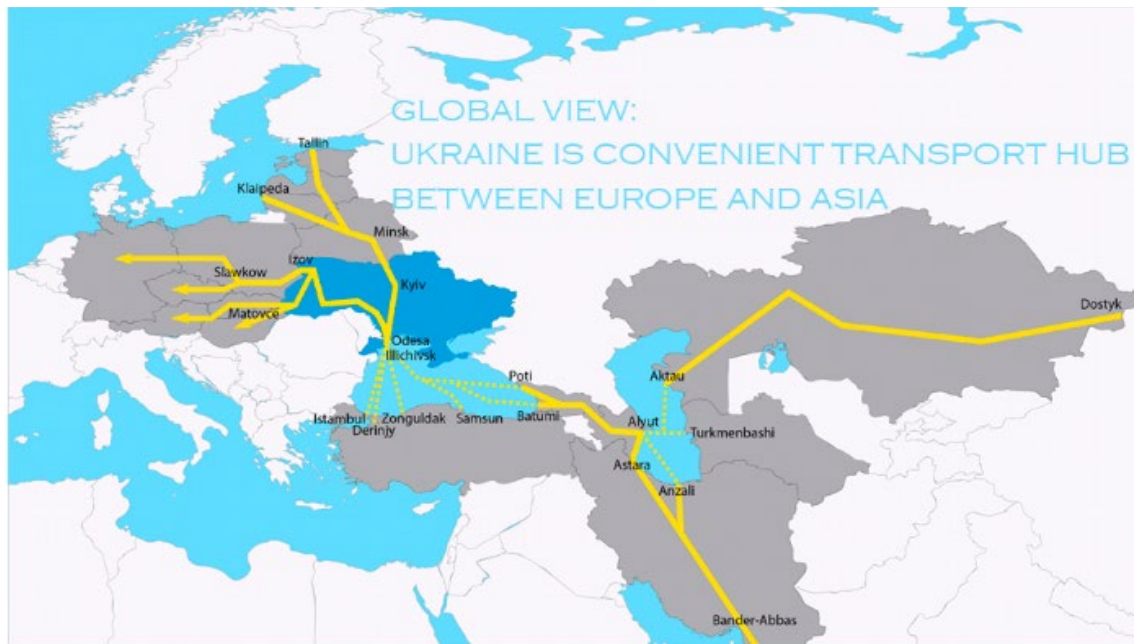 GLOBAL VIEW:
UKRAINE IS CONVENIENT TRANSPORT HUB
BETWEEN EUROPE AND ASIA
Tallin
Klaipeda
Minsk
Izov
Slawkow
Kyiv
Matovce
Dostyk
Odesa
Illichivsk
Poti
Aktau
Istambul
Zonguldak
Samsun
Batumi
Alyut
Derinjy
Turkmenbashi
Astara
Anzali
Bander-Abbas